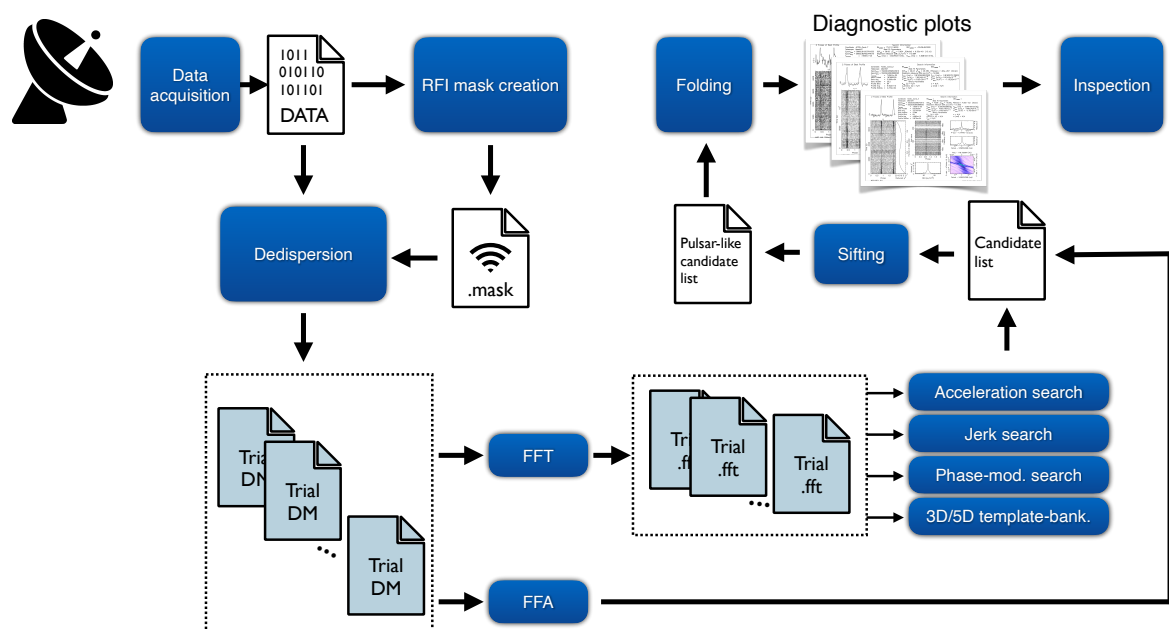 Diagnostic plots
Data
acquisition
1011
010110
101101
DATA
RFI mask creation
Folding
Inspection
Dedispersion
.mask
Pulsar-like
candidate
list
Sifting
Candidate
list
Trial
DM
Trial
DM
Trial
DM
FFT
Trial
.fft
Trial
.fft
Trial
.fft
Acceleration search
Jerk search
Phase-mod. search
3D/5D template-bank.
FFA